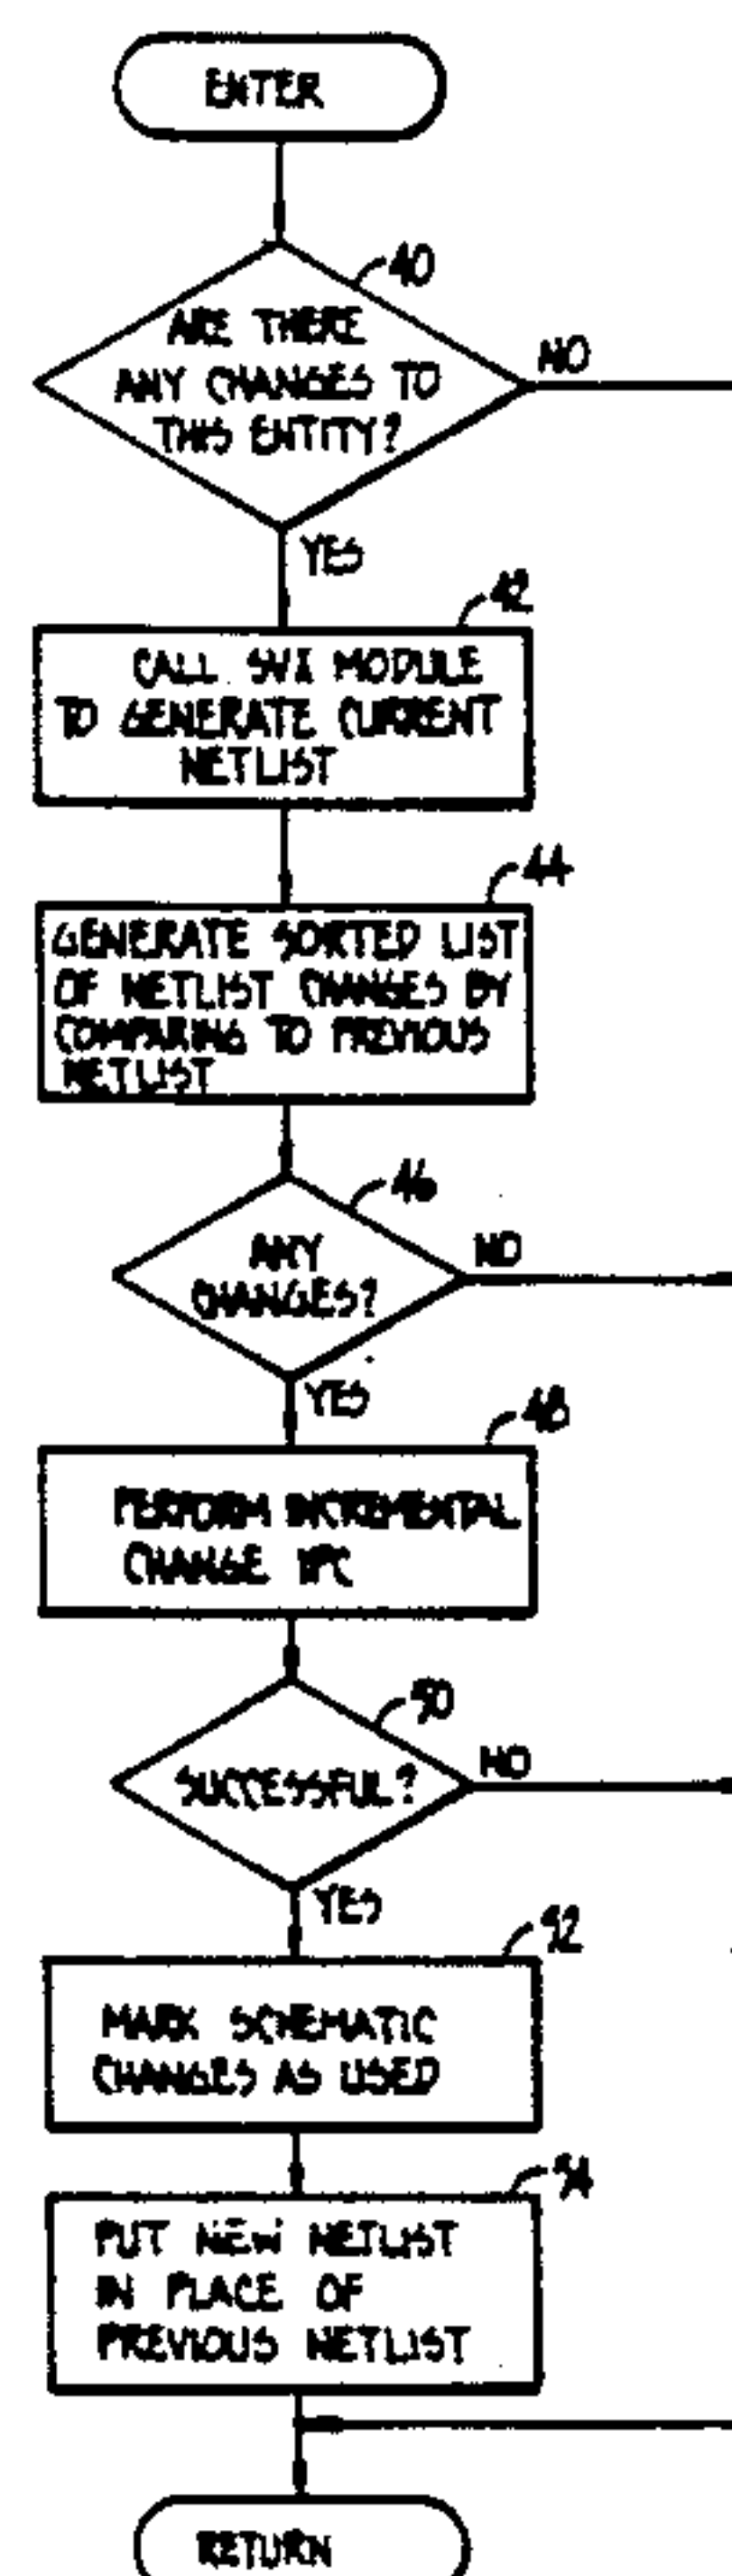 ENTER
40
ARE THERE
ANY CHANGES TO
THIS ENTITY?
NO
YES
42
CALL MODULE
TO GENERATE CURRENT
NETLIST
44
GENERATE SORTED LIST
OF NETLIST CHANGES BY
COMPARING TO PREVIOUS
NETLIST
46
ANY
CHANGES?
NO
YES
48
PERFORM INCREMENTAL
CHANGE
50
SUCCESSFUL?
NO
YES
52
MARK SCHEMATIC
CHANGES AS USED
54
PUT NEW NETLIST
IN PLACE OF
PREVIOUS NETLIST
RETURN